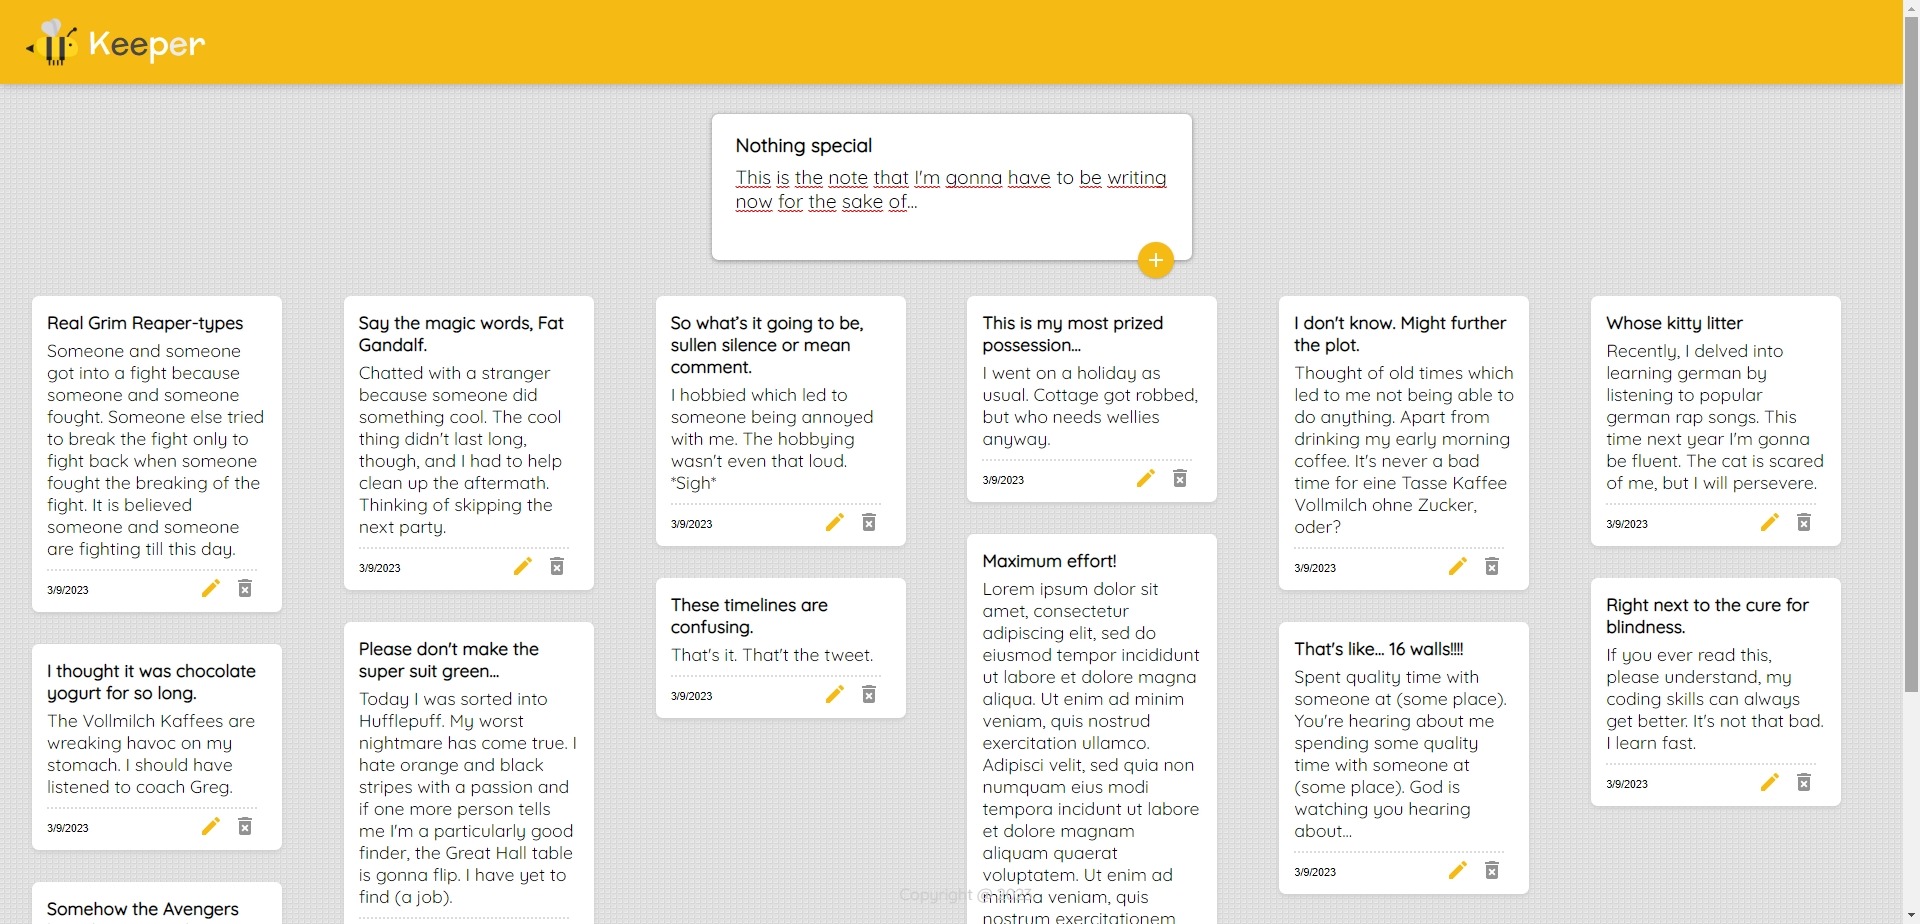 Keeper
Nothing special
This is the note that I'm gonna have to be writing
now for the sake of...
Real Grim Reaper-types
Someone and someone
got into a fight because
someone and someone
fought. Someone else tried
to break the fight only to
fight back when someone
fought the breaking of the
fight. It is believed
someone and someone
are fighting till this day.
3/9/2023
I thought it was chocolate
yogurt for so long.
The Vollmilch Kaffees are
wreaking havoc on my
stomach. I should have
listened to coach Greg.
3/9/2023
Somehow the Avengers
Say the magic words, Fat
Gandalf.
Chatted with a stranger
because someone did
something cool. The cool
thing didn't last long,
though, and I had to help
clean up the aftermath.
Thinking of skipping the
next party.
3/9/2023
Please don't make the
super suit green...
Today I was sorted into
Hufflepuff. My worst
nightmare has come true. I
hate orange and black
stripes with a passion and
if one more person tells
me I'm a particularly good
finder, the Great Hall table
is gonna flip. I have yet to
find (a job).
So what's it going to be,
sullen silence or mean
comment.
I hobbied which led to
someone being annoyed
with me. The hobbying
wasn't even that loud.
*Sigh*
3/9/2023
These timelines are
confusing.
That's it. That't the tweet.
3/9/2023
This is my most prized
possession...
I went on a holiday as
usual. Cottage got robbed,
but who needs wellies
anyway.
3/9/2023
Maximum effort!
Lorem ipsum dolor sit
amet, consectetur
adipiscing elit, sed do
eiusmod tempor incididunt
ut labore et dolore magna
aliqua. Ut enim ad minim
veniam, quis nostrud
exercitation ullamco.
Adipisci velit, sed quia non
numquam eius modi
tempora incidunt ut labore
et dolore magnam
aliquam quaerat
voluptatem. Ut enim ad
minima veniam, quis
nostrum exercitationem
I don't know. Might further
the plot.
Thought of old times which
led to me not being able to
do anything. Apart from
drinking my early morning
coffee. It's never a bad
time for eine Tasse Kaffee
Vollmilch ohne Zucker,
oder?
3/9/2023
That's like... 16 walls!!!!
Spent quality time with
someone at (some place).
You're hearing about me
spending some quality
time with someone at
(some place). God is
watching you hearing
about...
3/9/2023
Whose kitty litter
Recently, I delved into
learning german by
listening to popular
german rap songs. This
time next year I'm gonna
be fluent. The cat is scared
of me, but I will persevere.
3/9/2023
Right next to the cure for
blindness.
If you ever read this,
please understand, my
coding skills can always
get better. It's not that bad.
I learn fast.
3/9/2023
Copyright @ 2023